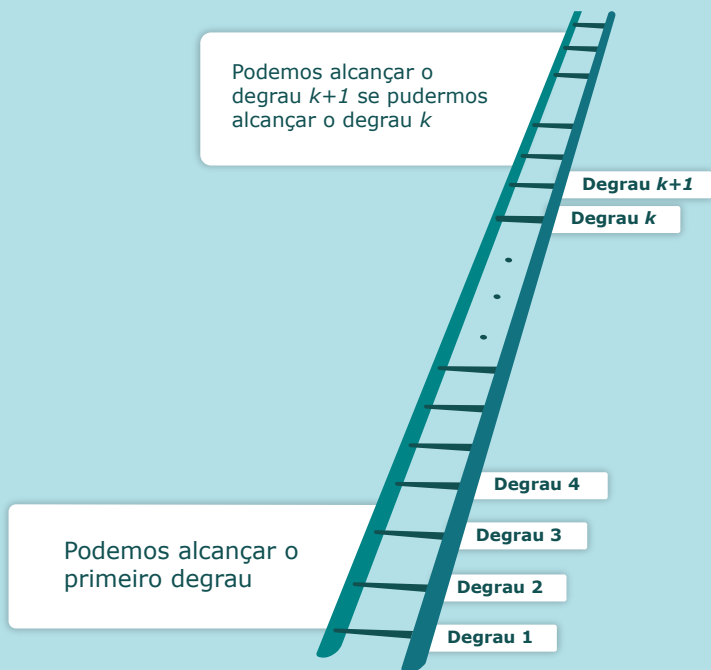 Podemos alcançar o
degrau k+1 se pudermos
alcançar o degrau k
Degrau k+1
Degrau k
Degrau 4
Degrau 3
Podemos alcançar o
primeiro degrau
Degrau 2
Degrau 1